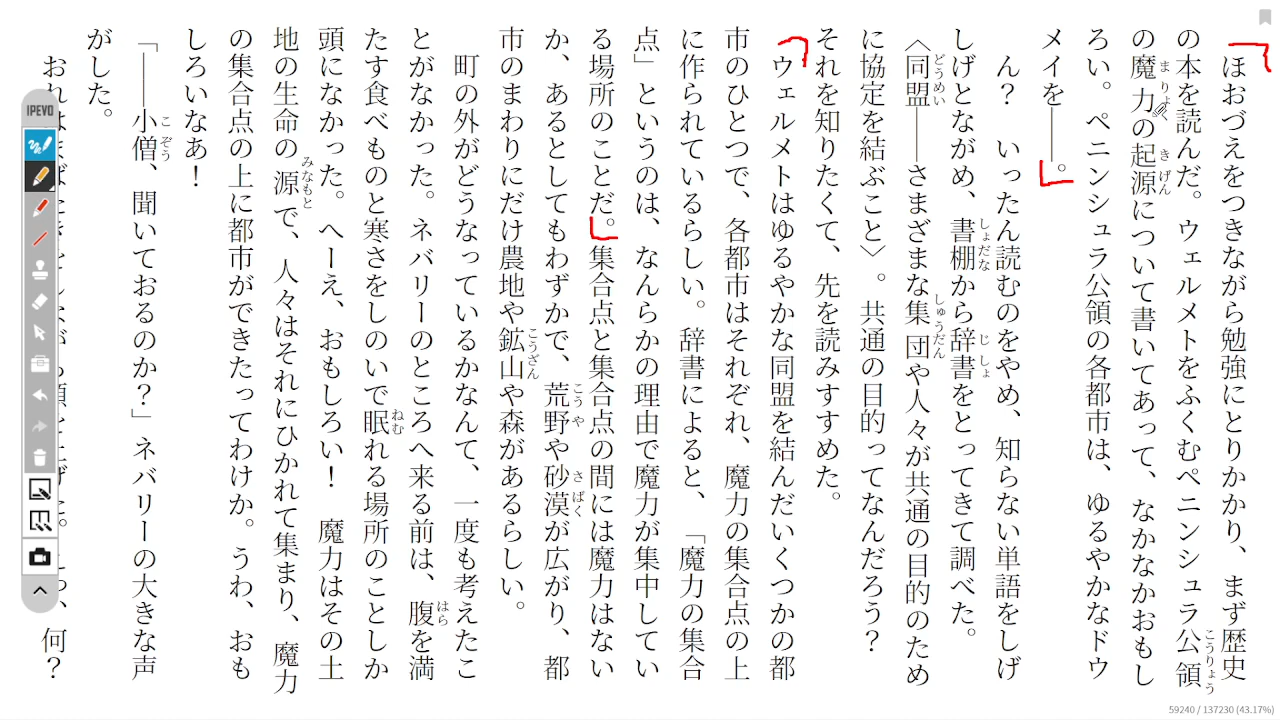 ほおづえをつきながら勉強にとりかかり、まず歴史
の本を読んだ。ウェルメトをふくむペニンシュラ公領
の魔力の起源について書いてあって、なかなかおもし
ろい。ペニンシュラ公領の各都市は、ゆるやかなドウ
メイを――。
ん？　いったん読むのをやめ、知らない単語をしげ
しげとながめ、書棚から辞書をとってきて調べた。
〈同盟――さまざまな集団や人々が共通の目的のため
に協定を結ぶこと〉。共通の目的ってなんだろう？
それを知りたくて、先を読みすすめた。
ウェルメトはゆるやかな同盟を結んだいくつかの都
市のひとつで、各都市はそれぞれ、魔力の集合点の上
に作られているらしい。辞書によると、「魔力の集合
点」というのは、なんらかの理由で魔力が集中してい
る場所のことだ。集合点と集合点の間には魔力はない
か、あるとしてもわずかで、荒野や砂漠が広がり、都
市のまわりにだけ農地や鉱山や森があるらしい。
町の外がどうなっているかなんて、一度も考えたこ
とがなかった。ネバリーのところへ来る前は、腹を満
たす食べものと寒さをしのいで眠れる場所のことしか
頭になかった。へーえ、おもしろい！　魔力はその土
地の生命の源で、人々はそれにひかれて集まり、魔力
の集合点の上に都市ができたってわけか。うわ、おも
しろいなあ！
「――小僧、聞いておるのか？」ネバリーの大きな声
がした。
おれはまばたきをしながら顔を上げた。えっ、何？
IPEVO
59240 / 137230 (43.17%)